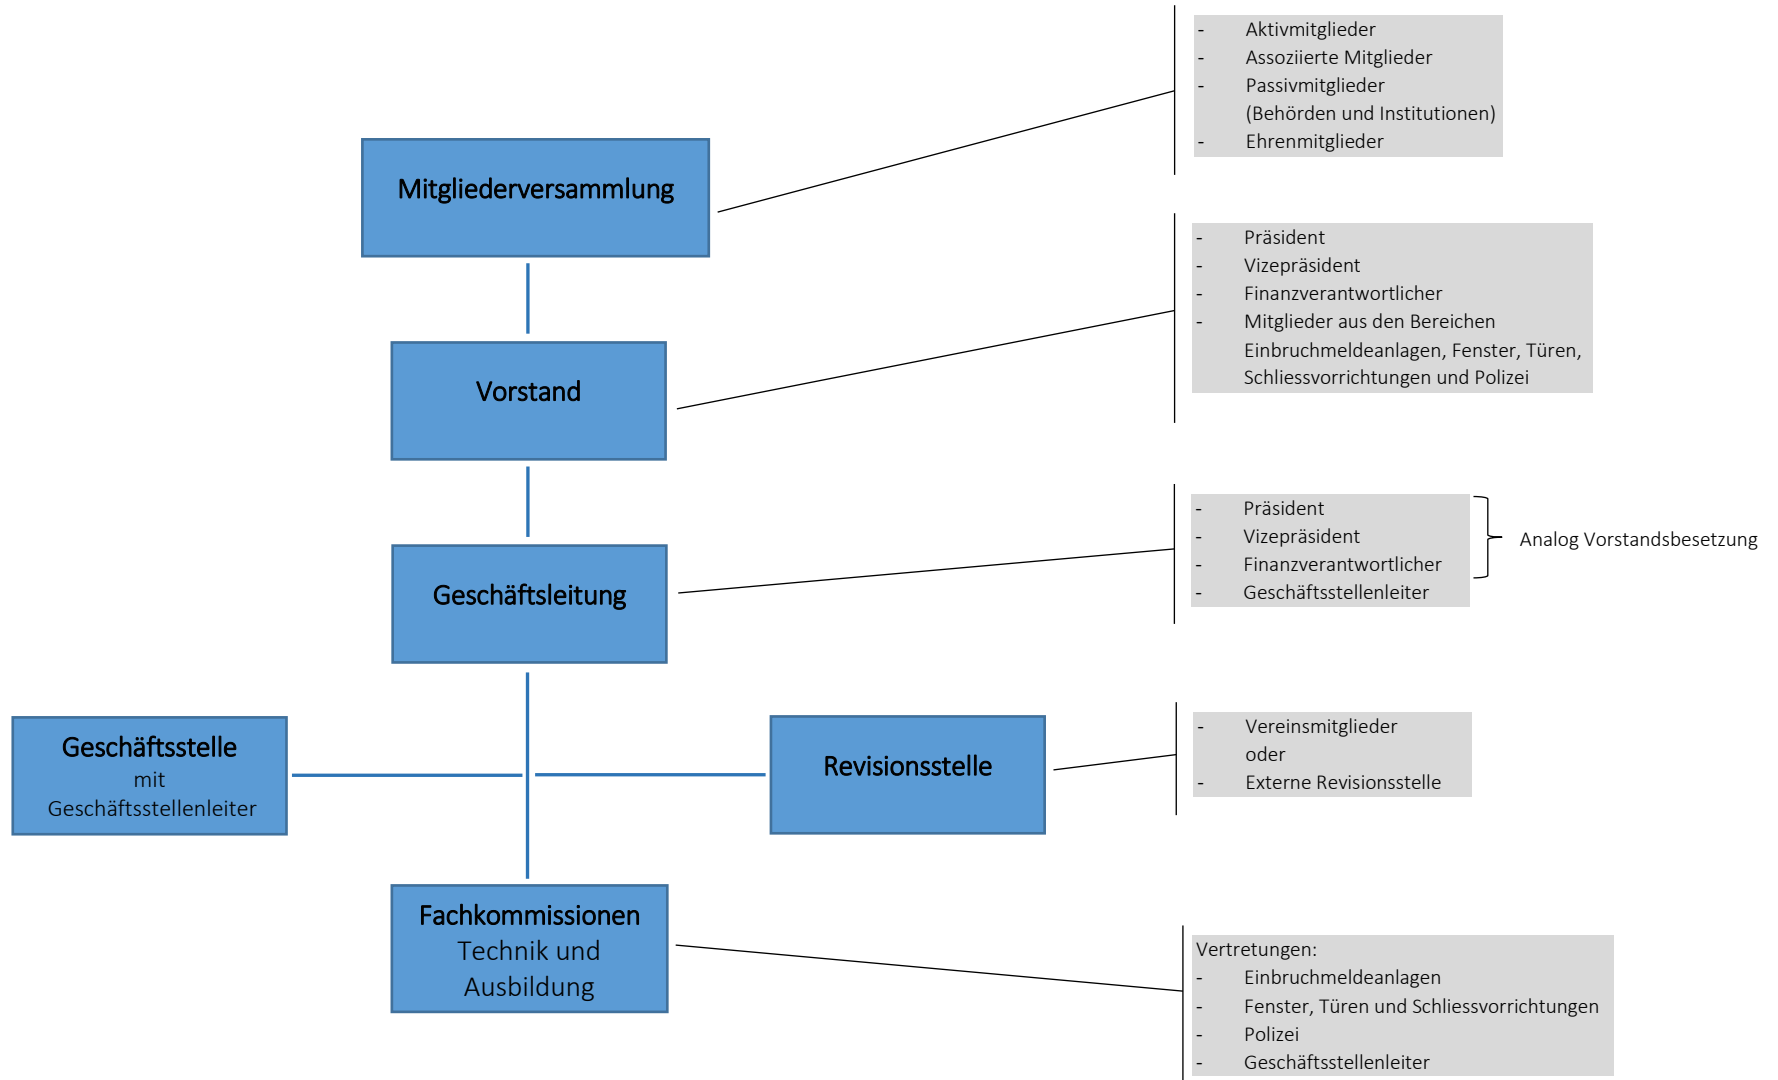 - Aktivmitglieder
- Assoziierte Mitglieder
- Passivmitglieder
(Behörden und Institutionen)
- Ehrenmitglieder
Mitgliederversammlung
- Präsident
- Vizepräsident
- Finanzverantwortlicher
- Mitglieder aus den Bereichen
Einbruchmeldeanlagen, Fenster, Türen,
Schliessvorrichtungen und Polizei
Vorstand
- Präsident
- Vizepräsident
- Finanzverantwortlicher
- Geschäftsstellenleiter
Analog Vorstandsbesetzung
Geschäftsleitung
Geschäftsstelle
mit
Geschäftsstellenleiter
Revisionsstelle
- Vereinsmitglieder
oder
- Externe Revisionsstelle
Fachkommissionen
Technik und
Ausbildung
Vertretungen:
- Einbruchmeldeanlagen
- Fenster, Türen und Schliessvorrichtungen
- Polizei
- Geschäftsstellenleiter